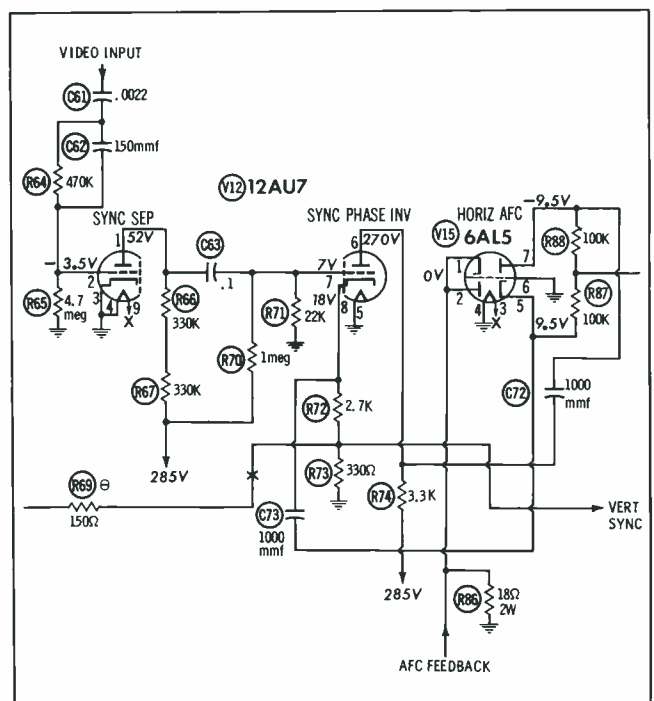 VIDEO INPUT
C61 .0022
C62 150mmf
R64 470K
V12 12AU7
SYNC SEP
SYNC PHASE INV
HORIZ AFC
V15 6AL5
1 52V
6 270V
-9.5V
R88 100K
C63 .1
- 3.5V
2
3
4
9
X
7V
7
18V
8
5
0V
1
2
7
6
4
3
5
X
9.5V
R87 100K
R65 4.7 meg
R66 330K
R71 22K
R70 1meg
R67 330K
R72 2.7K
C72 1000 mmf
285V
R69 ⊖ 150Ω
X
R73 330Ω
R74 3.3K
C73 1000 mmf
VERT SYNC
285V
R86 18Ω 2W
AFC FEEDBACK